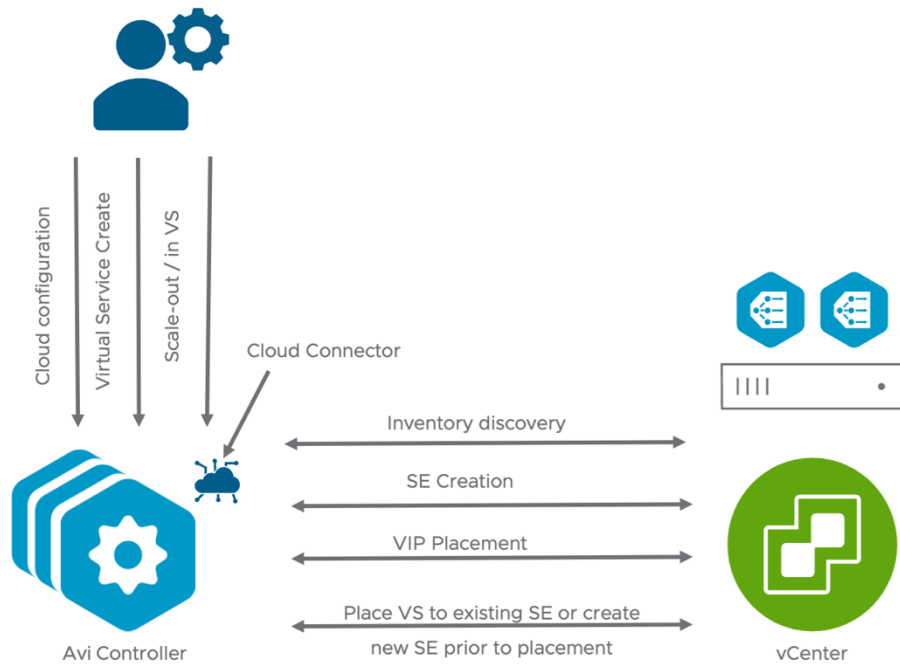 Cloud configuration
Virtual Service Create
Scale-out / in VS
Cloud Connector
Inventory discovery
SE Creation
VIP Placement
Place VS to existing SE or create
new SE prior to placement
Avi Controller
vCenter